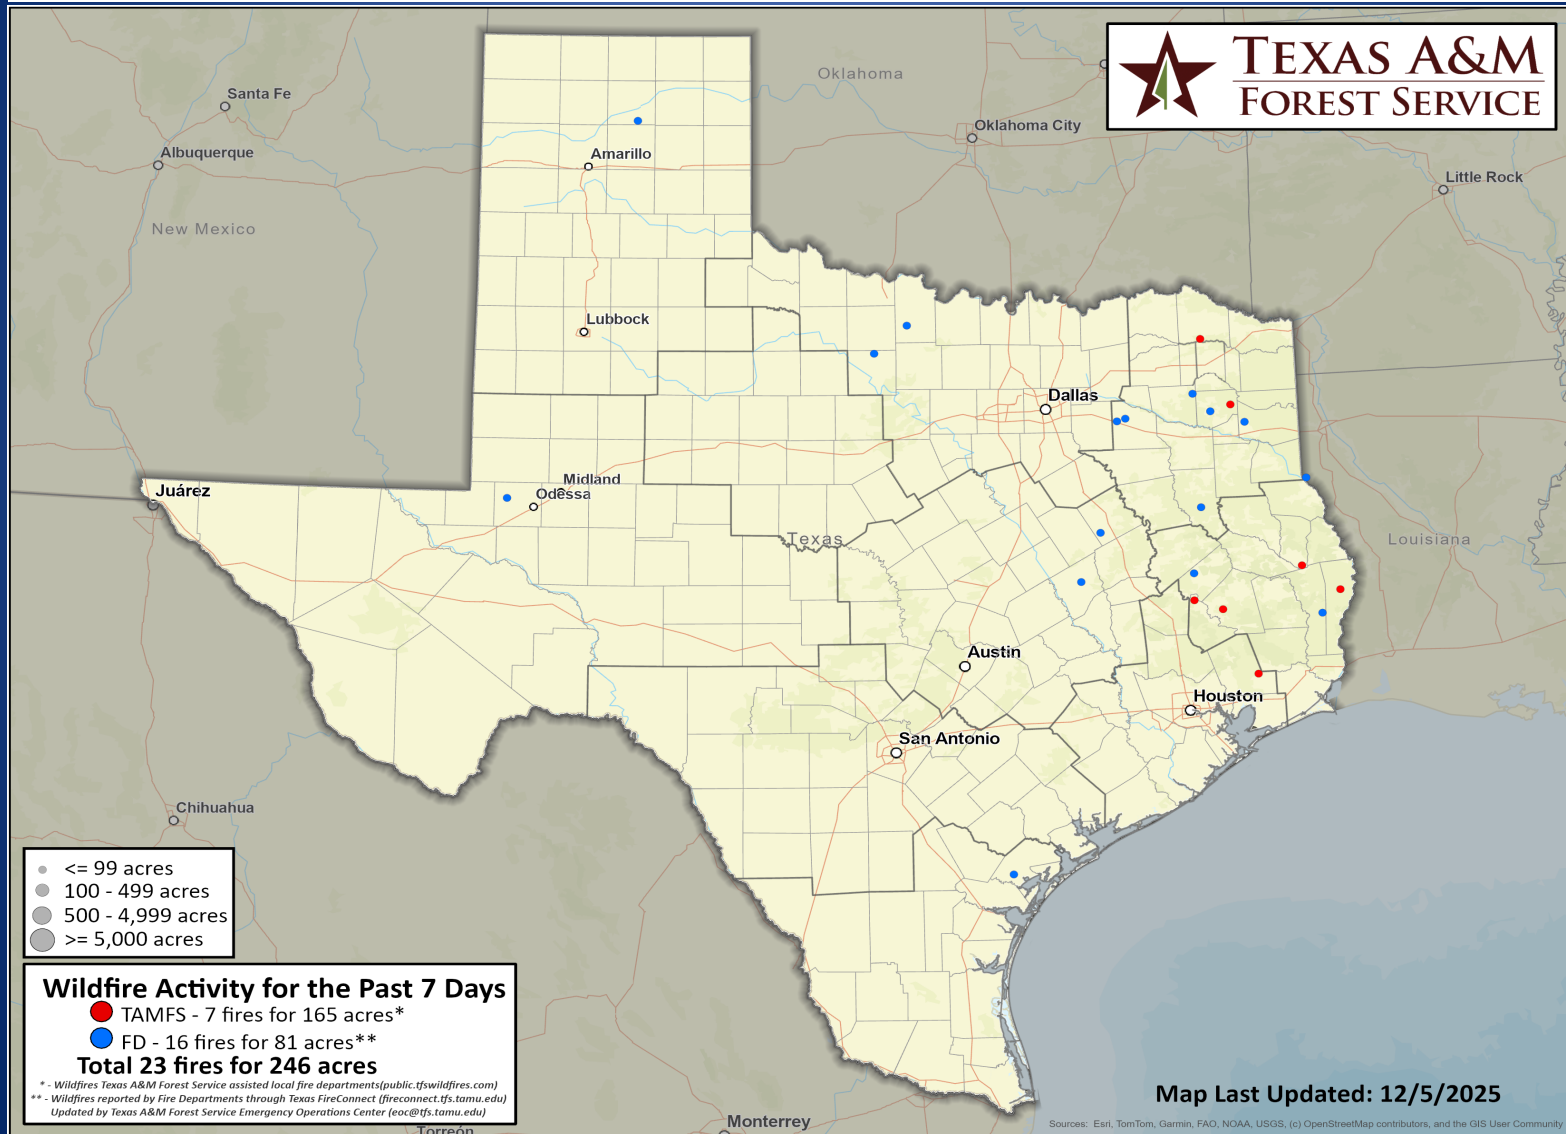 TEXAS A&M
FOREST SERVICE
Oklahoma
Santa Fe
Oklahoma City
Albuquerque
Amarillo
Little Rock
New Mexico
Lubbock
Dallas
Midland
Odessa
Juárez
Texas
Louisiana
Austin
Houston
San Antonio
Chihuahua
<= 99 acres
100 - 499 acres
500 - 4,999 acres
>= 5,000 acres
Wildfire Activity for the Past 7 Days
TAMFS - 7 fires for 165 acres*
FD - 16 fires for 81 acres**
Total 23 fires for 246 acres
* - Wildfires Texas A&M Forest Service assisted local fire departments(public.tfswildfires.com)
** - Wildfires reported by Fire Departments through Texas FireConnect (fireconnect.tfs.tamu.edu)
Updated by Texas A&M Forest Service Emergency Operations Center (eoc@tfs.tamu.edu)
Map Last Updated: 12/5/2025
Monterrey
Torreón
Sources: Esri, TomTom, Garmin, FAO, NOAA, USGS, (c) OpenStreetMap contributors, and the GIS User Community